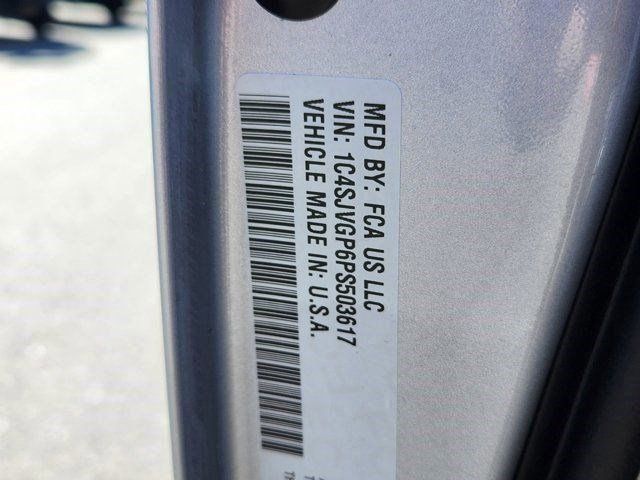 MFD BY: FCA US LLC
VIN: 1C4SJVGP6PS503617
VEHICLE MADE IN: U.S.A.